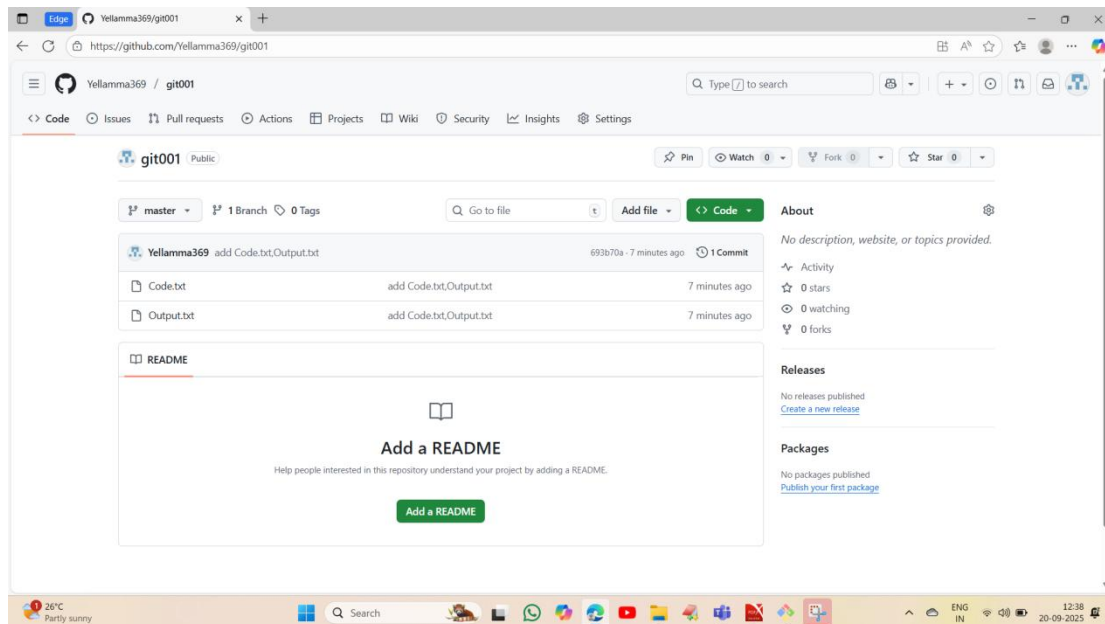 Edge Yellamma369/git001
https://github.com/Yellamma369/git001
Yellamma369 / git001 Type / to search
Code Issues Pull requests Actions Projects Wiki Security Insights Settings
git001 Public Pin Watch 0 Fork 0 Star 0
master 1 Branch 0 Tags Go to file t Add file Code About
No description, website, or topics provided.
Yellamma369 add Code.txt,Output.txt 693b70a · 7 minutes ago 1 Commit
Activity
Code.txt add Code.txt,Output.txt 7 minutes ago
0 stars
0 watching
Output.txt add Code.txt,Output.txt 7 minutes ago
0 forks
README
Releases
No releases published
Create a new release
Add a README
Help people interested in this repository understand your project by adding a README.
Add a README
Packages
No packages published
Publish your first package
26°C
Partly sunny
Search
ENG
IN
12:38
20-09-2025